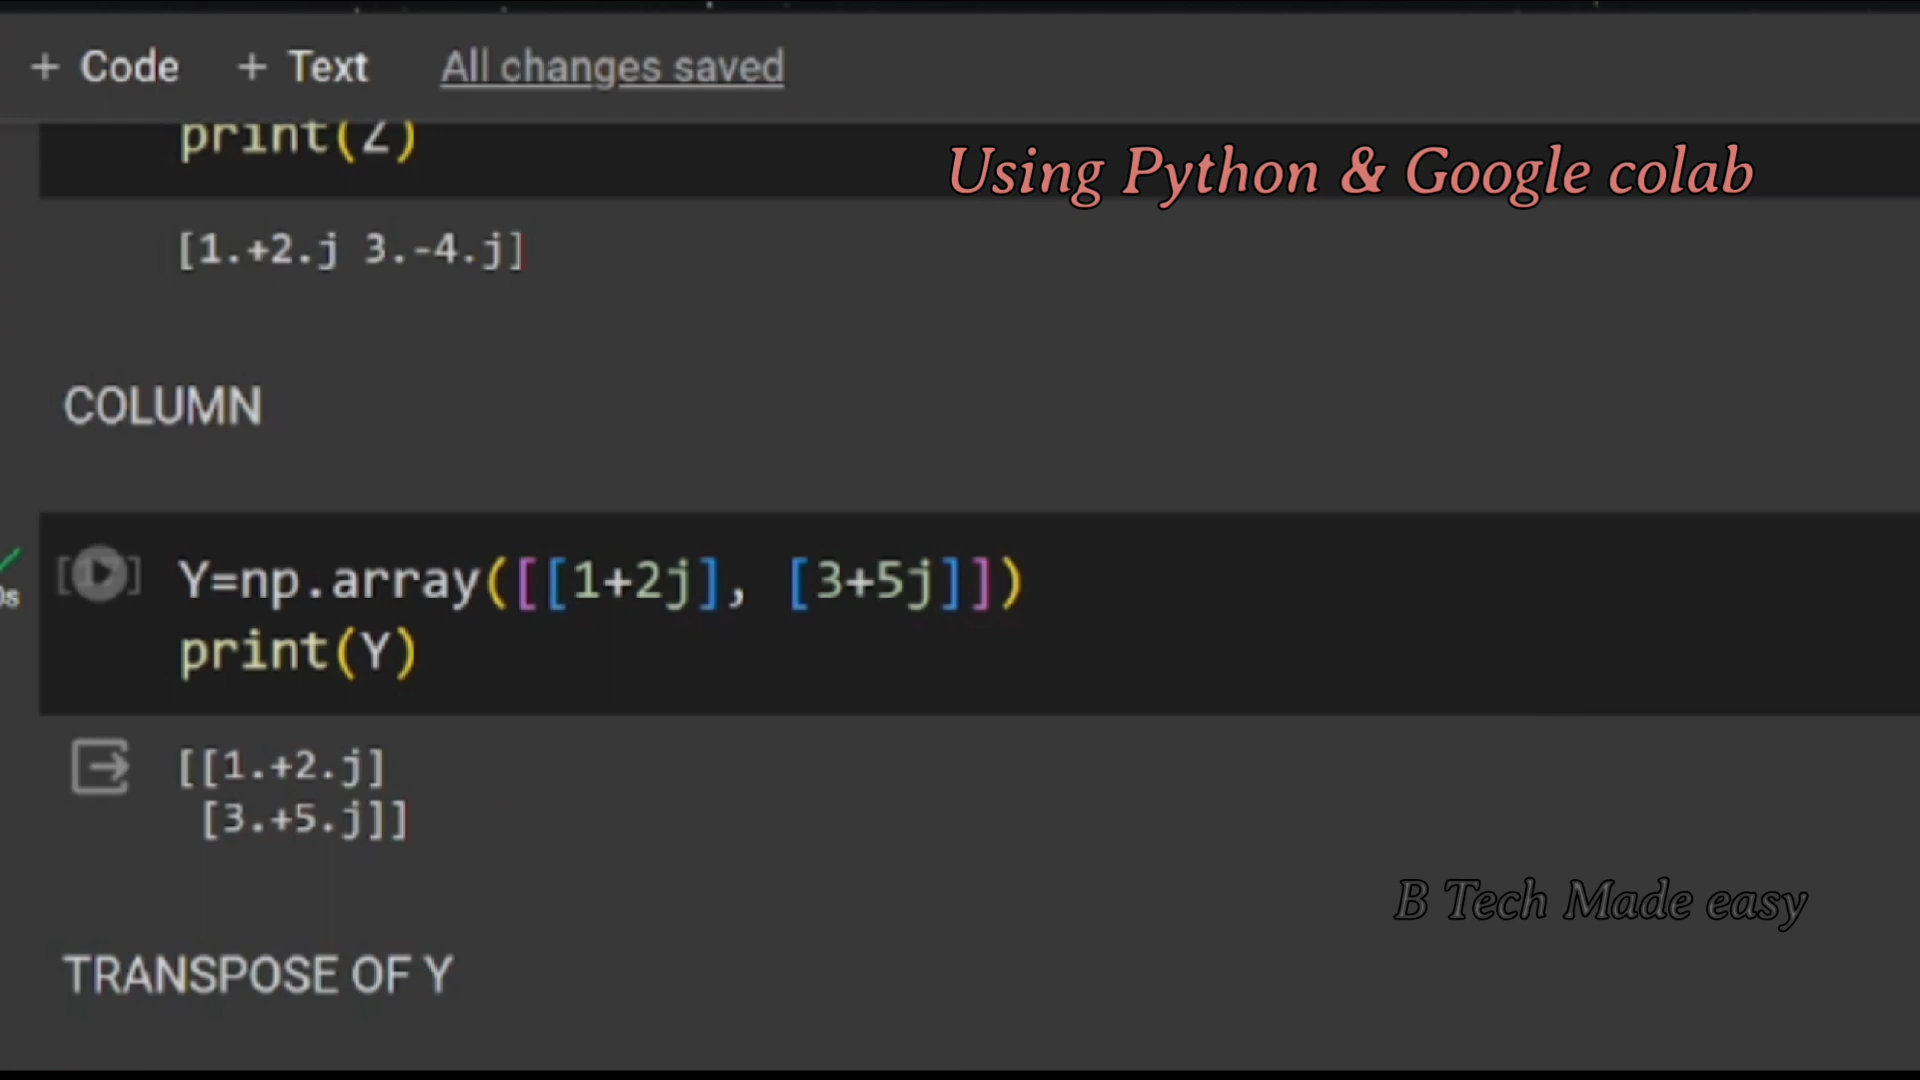 + Code + Text All changes saved
print(Z)
Using Python & Google colab
[1.+2.j 3.-4.j]
COLUMN
Y=np.array([[1+2j], [3+5j]])
print(Y)
0s
[[1.+2.j]
[3.+5.j]]
B Tech Made easy
TRANSPOSE OF Y